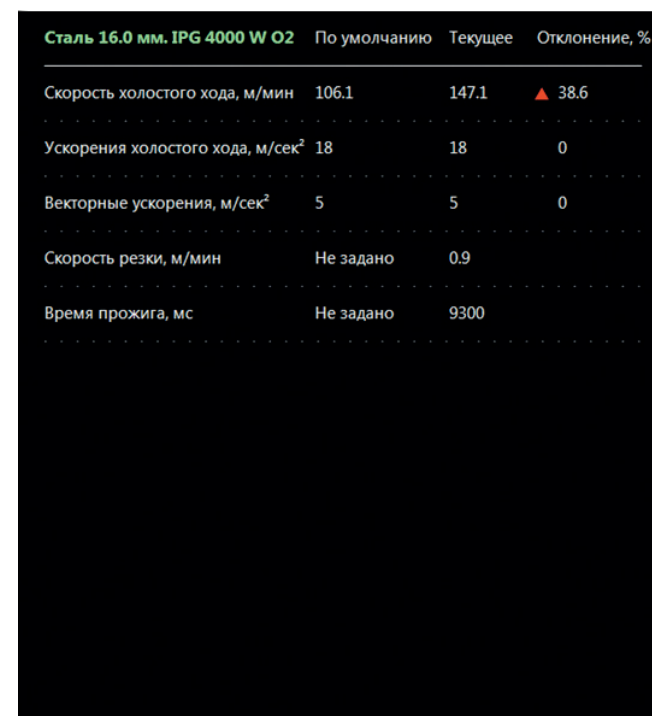 Сталь 16.0 мм. IPG 4000 W O2 По умолчанию Текущее Отклонение, %
Скорость холостого хода, м/мин 106.1 147.1 ▲ 38.6
Ускорения холостого хода, м/сек² 18 18 0
Векторные ускорения, м/сек² 5 5 0
Скорость резки, м/мин Не задано 0.9
Время прожига, мс Не задано 9300